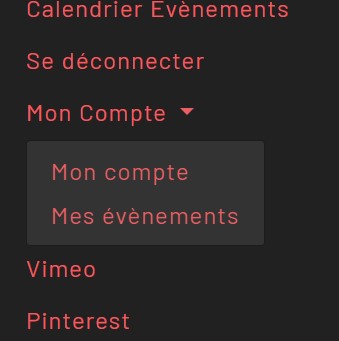 Calendrier Evènements
Se déconnecter
Mon Compte
Mon compte
Mes évènements
Vimeo
Pinterest